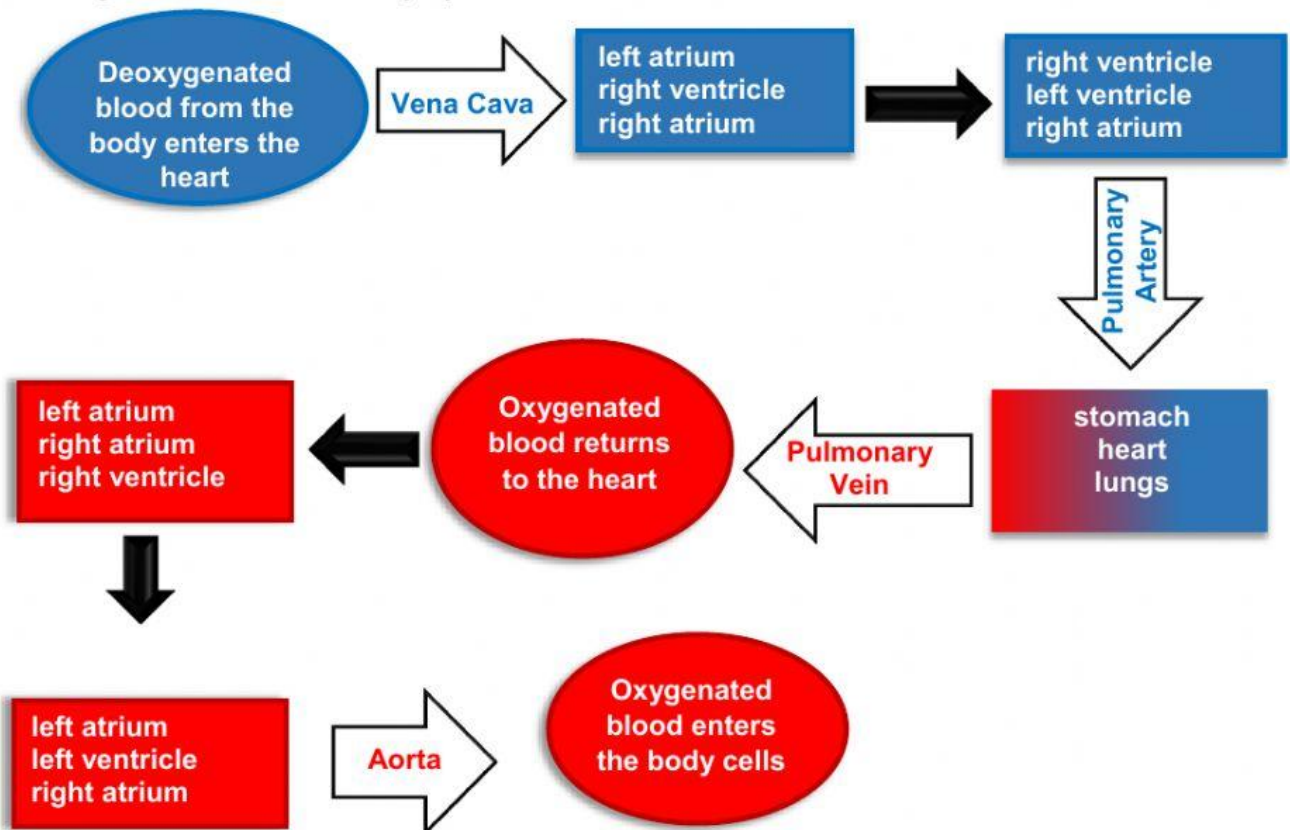 Deoxygenated
blood from the
body enters the
heart
Vena Cava
left atrium
right ventricle
right atrium
right ventricle
left ventricle
right atrium
Pulmonary
Artery
stomach
heart
lungs
Pulmonary
Vein
Oxygenated
blood returns
to the heart
left atrium
right atrium
right ventricle
left atrium
left ventricle
right atrium
Aorta
Oxygenated
blood enters
the body cells